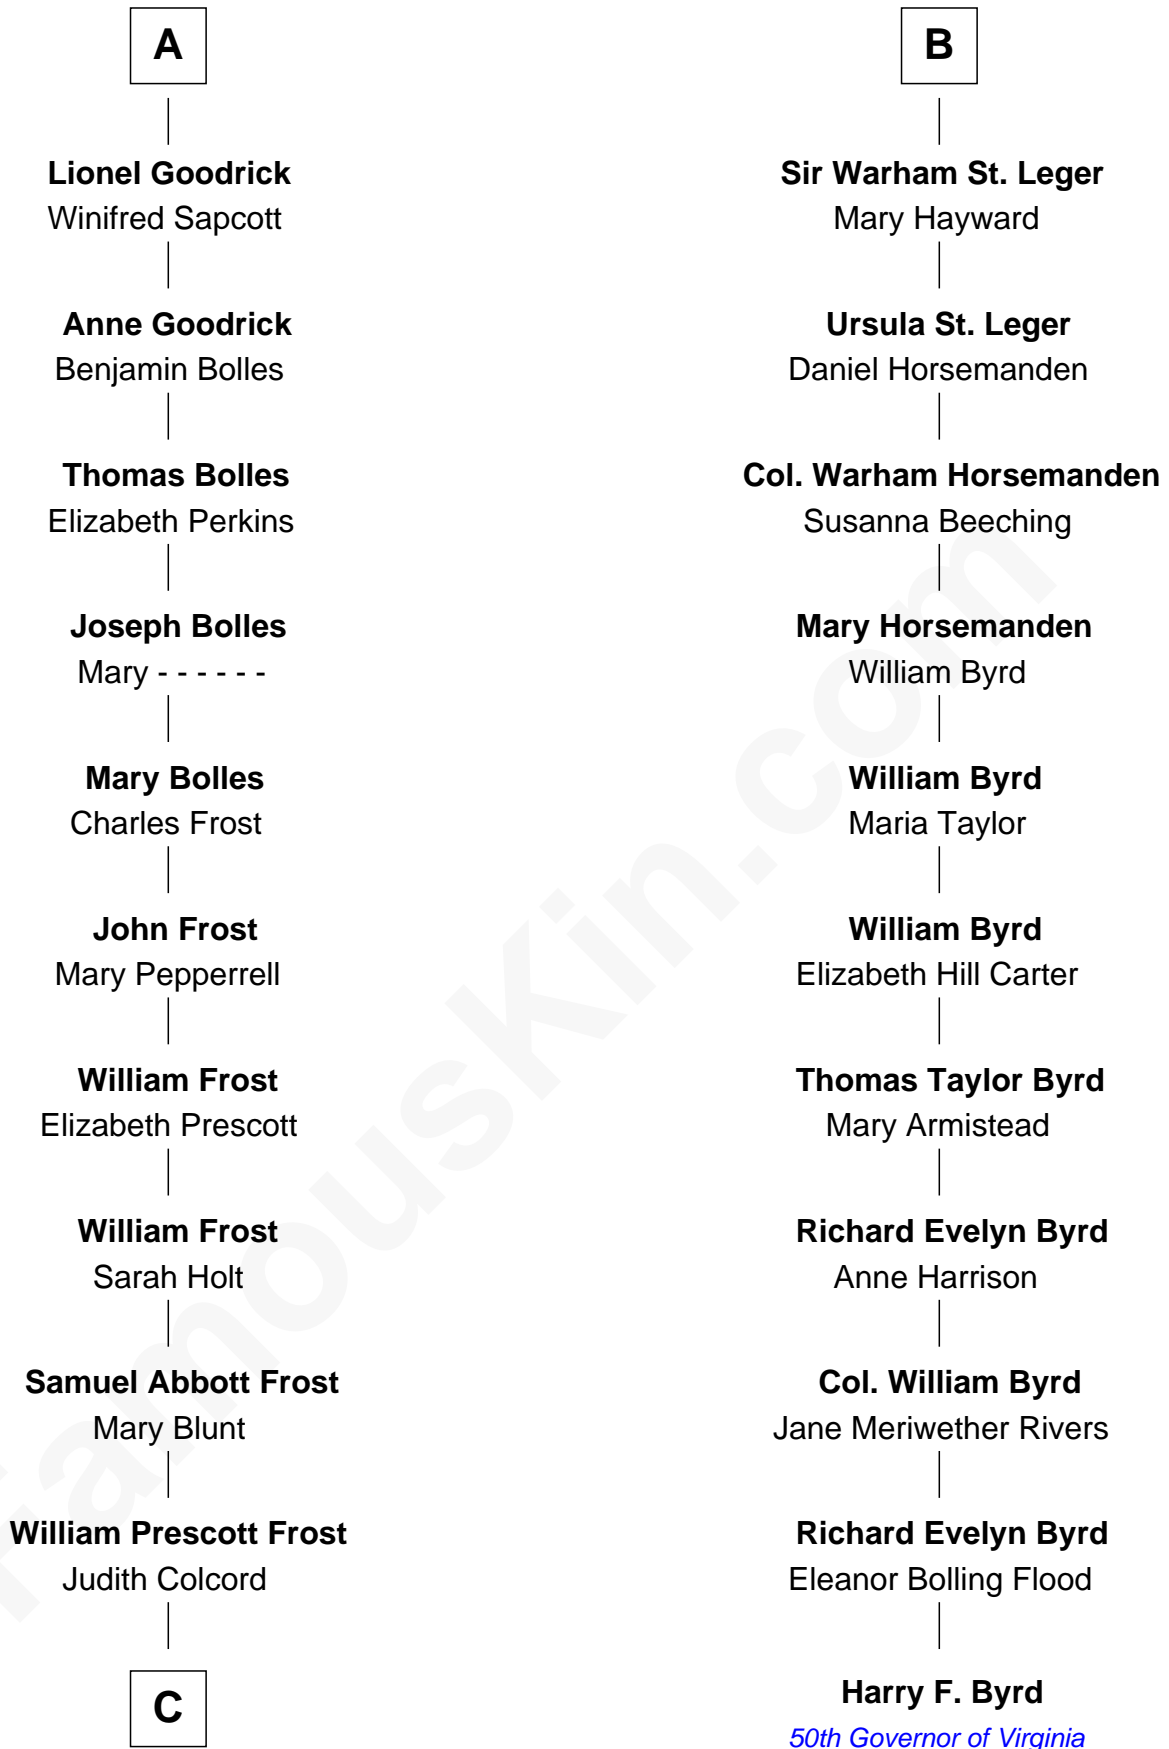 A
Lionel Goodrick
Winifred Sapcott
Anne Goodrick
Benjamin Bolles
Thomas Bolles
Elizabeth Perkins
Joseph Bolles
Mary - - - - - -
Mary Bolles
Charles Frost
John Frost
Mary Pepperrell
William Frost
Elizabeth Prescott
William Frost
Sarah Holt
Samuel Abbott Frost
Mary Blunt
William Prescott Frost
Judith Colcord
C
B
Sir Warham St. Leger
Mary Hayward
Ursula St. Leger
Daniel Horsemanden
Col. Warham Horsemanden
Susanna Beeching
Mary Horsemanden
William Byrd
William Byrd
Maria Taylor
William Byrd
Elizabeth Hill Carter
Thomas Taylor Byrd
Mary Armistead
Richard Evelyn Byrd
Anne Harrison
Col. William Byrd
Jane Meriwether Rivers
Richard Evelyn Byrd
Eleanor Bolling Flood
Harry F. Byrd
50th Governor of Virginia
FamousKin.com